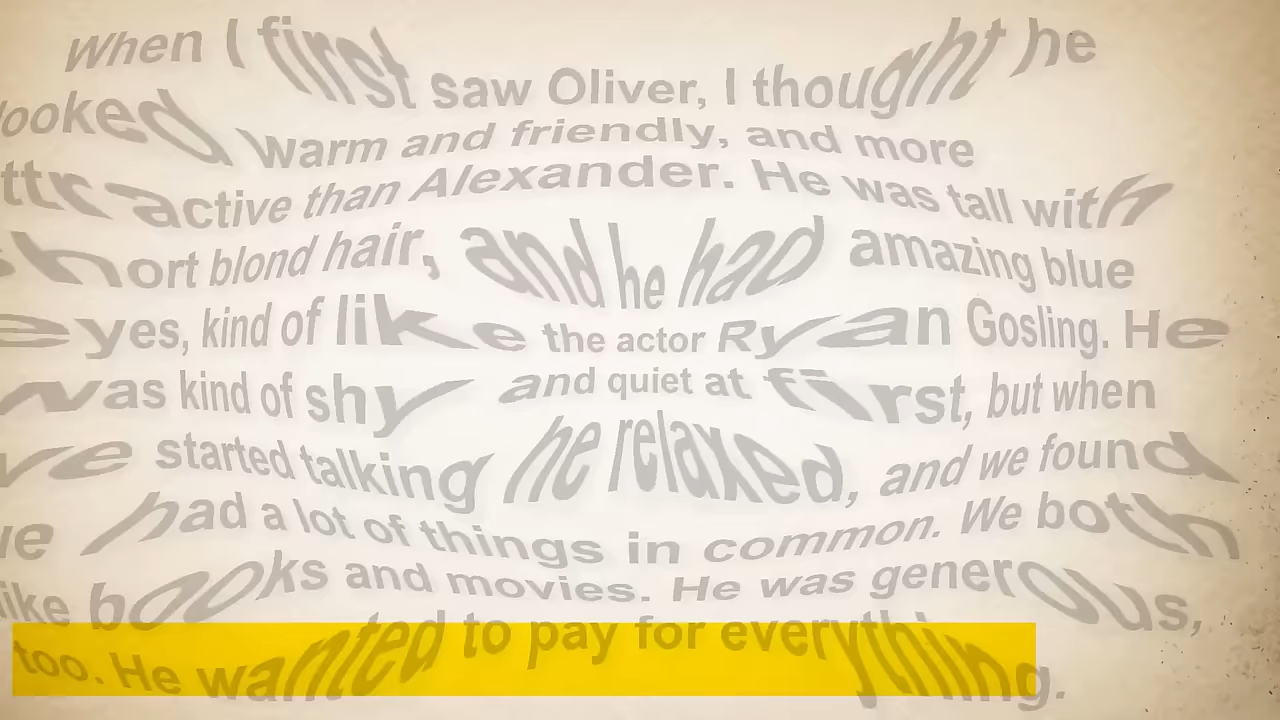 When I first saw Oliver, I thought he
looked warm and friendly, and more
attractive than Alexander. He was tall with
short blond hair, and he had amazing blue
eyes, kind of like the actor Ryan Gosling. He
was kind of shy and quiet at first, but when
we started talking he relaxed, and we found
we had a lot of things in common. We both
like books and movies. He was generous,
too. He wanted to pay for everything.